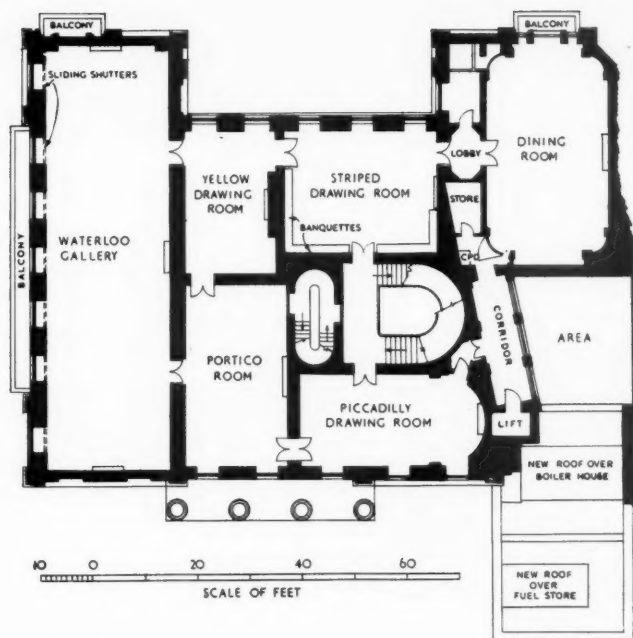 BALCONY
BALCONY
SLIDING SHUTTERS
LOBBY
DINING
ROOM
YELLOW
DRAWING
ROOM
STRIPED
DRAWING ROOM
STORE
BANQUETTES
WATERLOO
GALLERY
BALCONY
CPD
CORRIDOR
AREA
PORTICO
ROOM
PICCADILLY
DRAWING ROOM
LIFT
NEW ROOF OVER
BOILER HOUSE
10 0 20 40 60
SCALE OF FEET
NEW ROOF
OVER
FUEL STORE